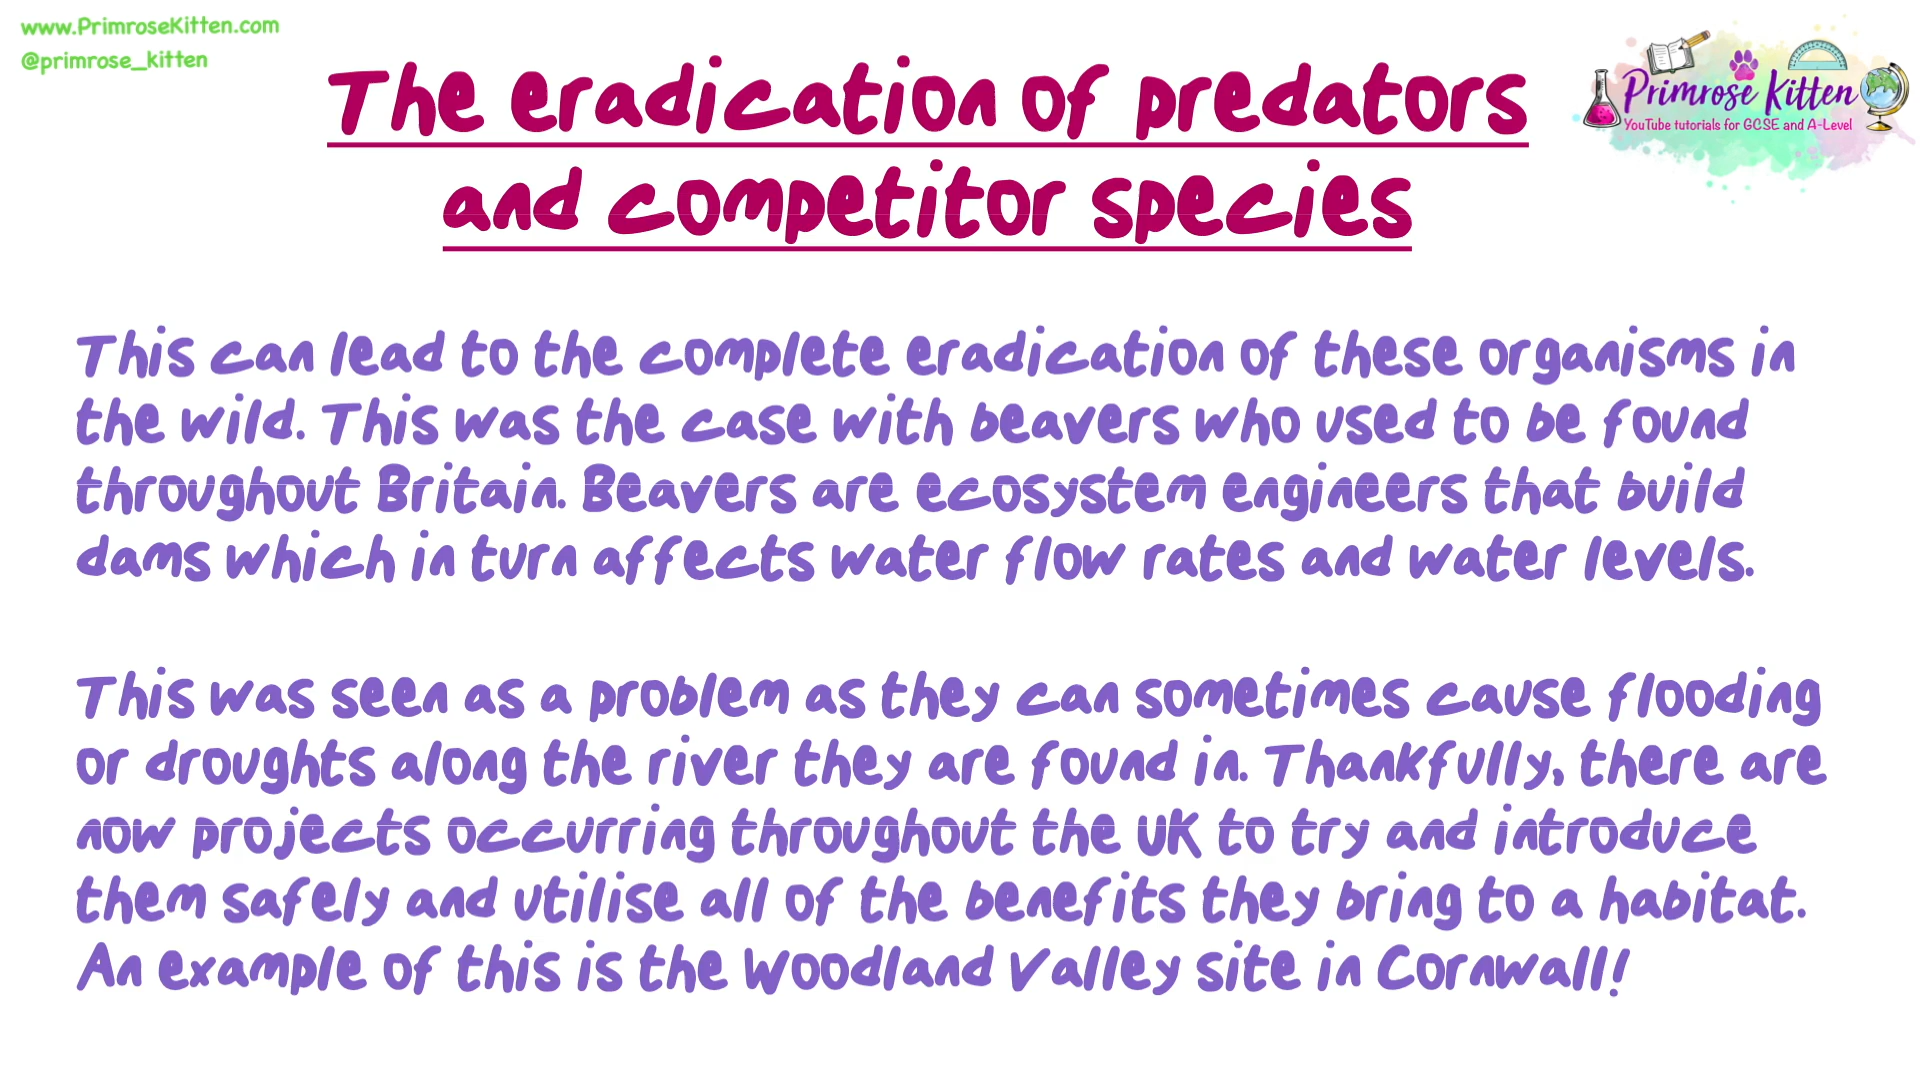 www.PrimroseKitten.com
@primrose_kitten
The eradication of predators
and competitor species
Primrose Kitten
YouTube tutorials for GCSE and A-Level
This can lead to the complete eradication of these organisms in
the wild. This was the case with beavers who used to be found
throughout Britain. Beavers are ecosystem engineers that build
dams which in turn affects water flow rates and water levels.
This was seen as a problem as they can sometimes cause flooding
or droughts along the river they are found in. Thankfully, there are
now projects occurring throughout the UK to try and introduce
them safely and utilise all of the benefits they bring to a habitat.
An example of this is the Woodland Valley site in Cornwall!